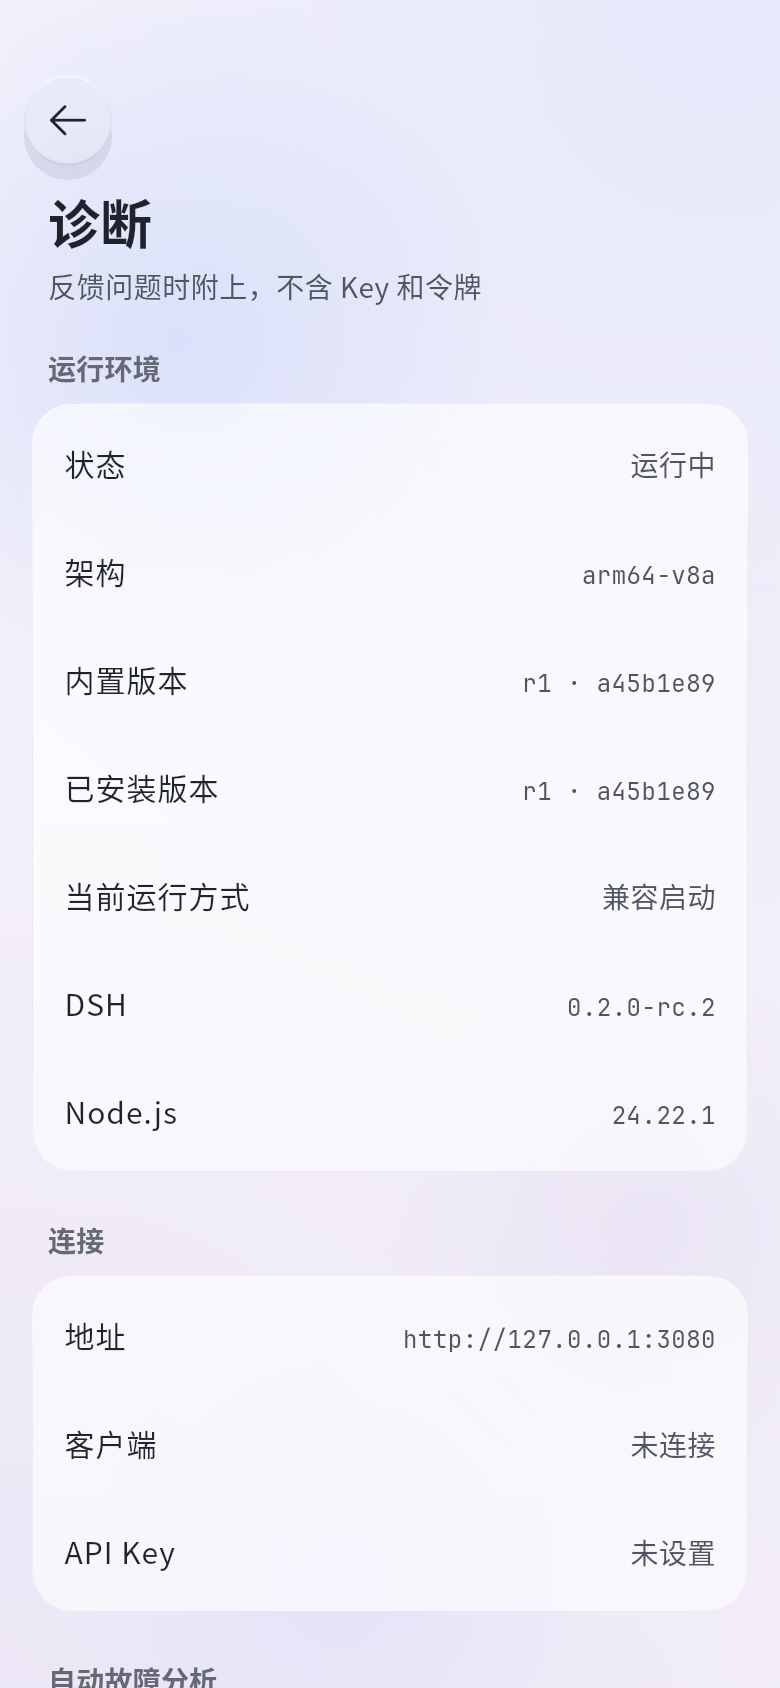 诊断
反馈问题时附上，不含 Key 和令牌
运行环境
状态 运行中
架构 arm64-v8a
内置版本 r1 · a45b1e89
已安装版本 r1 · a45b1e89
当前运行方式 兼容启动
DSH 0.2.0-rc.2
Node.js 24.22.1
连接
地址 http://127.0.0.1:3080
客户端 未连接
API Key 未设置
自动故障分析